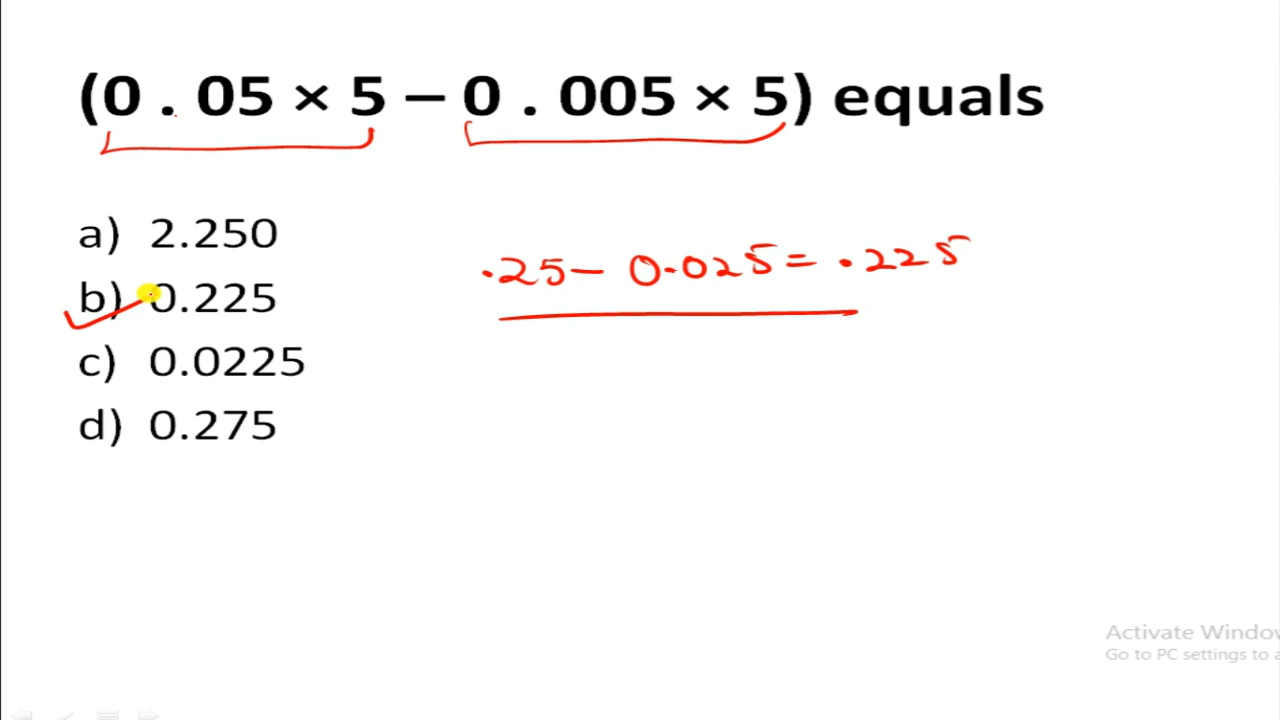 (0 . 05 × 5 – 0 . 005 × 5) equals
a) 2.250
b) 0.225
c) 0.0225
d) 0.275
.25 – 0.025 = .225
Activate Windo
Go to PC settings to a